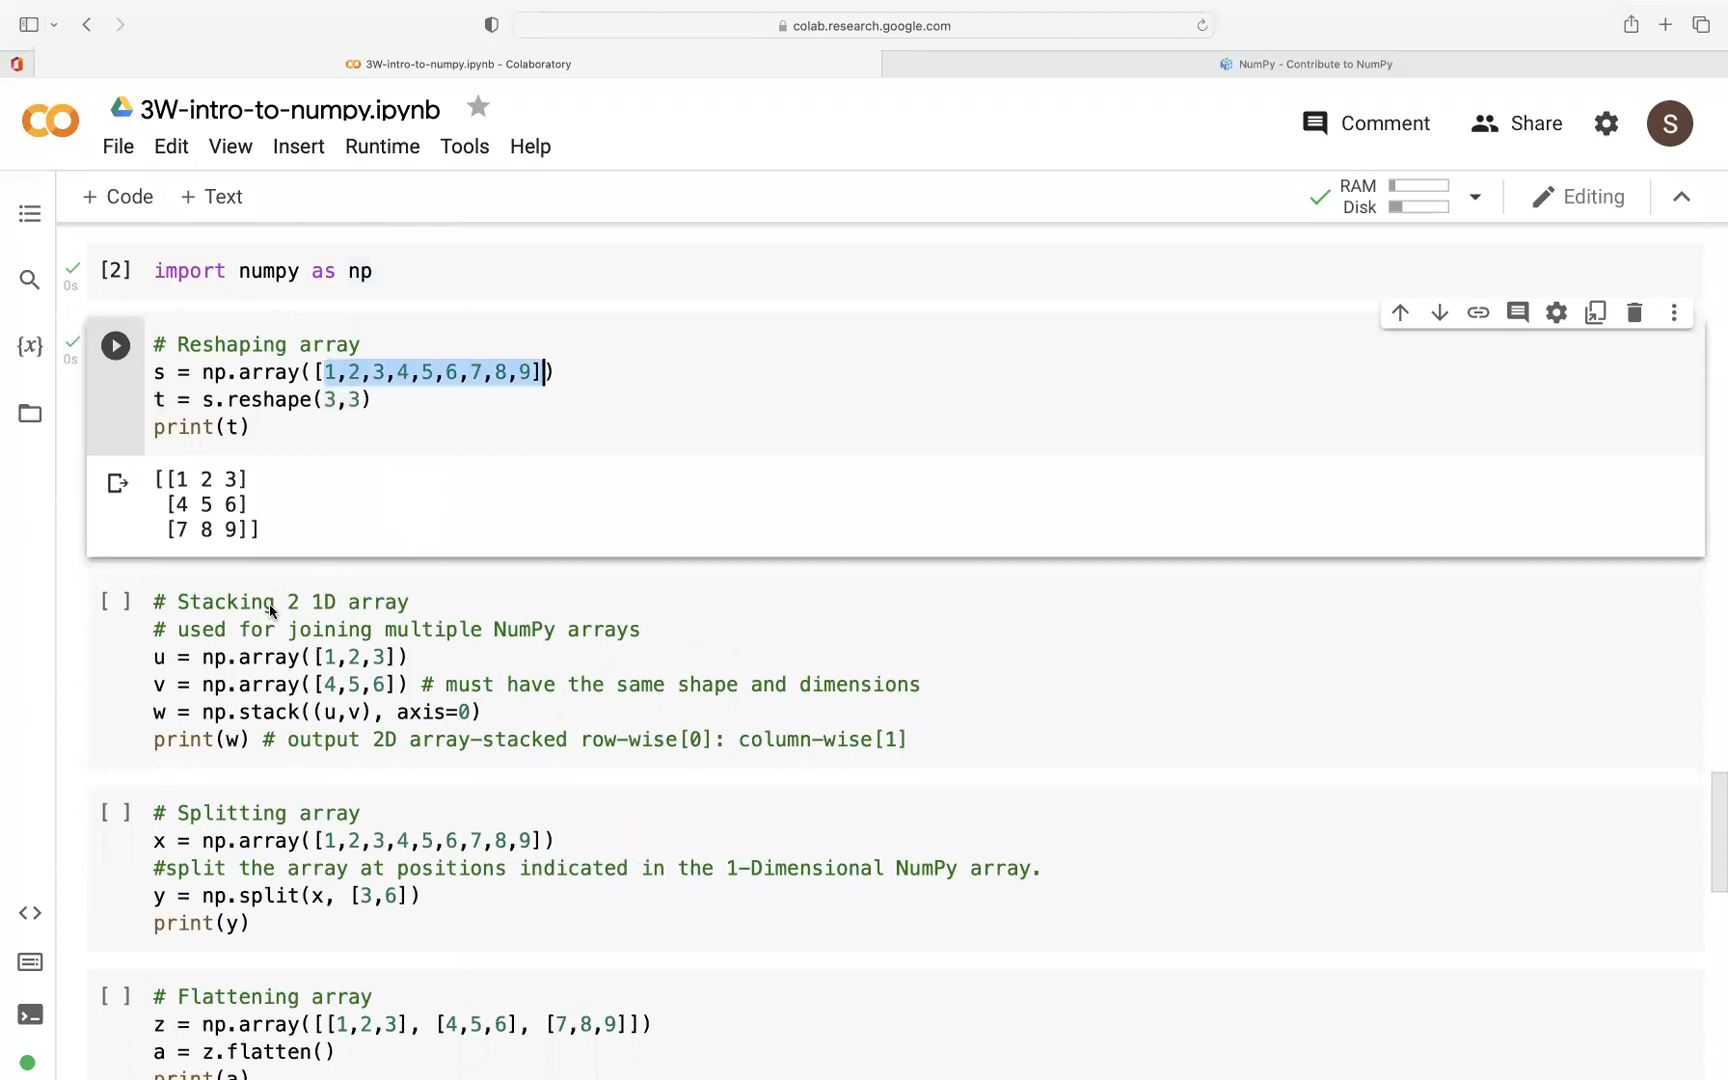 colab.research.google.com
3W-intro-to-numpy.ipynb - Colaboratory
NumPy - Contribute to NumPy
3W-intro-to-numpy.ipynb
Comment
Share
S
File Edit View Insert Runtime Tools Help
+ Code + Text
RAM
Disk
Editing
[2] import numpy as np
0s
# Reshaping array
0s
s = np.array([1,2,3,4,5,6,7,8,9])
t = s.reshape(3,3)
print(t)
[[1 2 3]
[4 5 6]
[7 8 9]]
[ ] # Stacking 2 1D array
# used for joining multiple NumPy arrays
u = np.array([1,2,3])
v = np.array([4,5,6]) # must have the same shape and dimensions
w = np.stack((u,v), axis=0)
print(w) # output 2D array-stacked row-wise[0]: column-wise[1]
[ ] # Splitting array
x = np.array([1,2,3,4,5,6,7,8,9])
#split the array at positions indicated in the 1-Dimensional NumPy array.
y = np.split(x, [3,6])
print(y)
[ ] # Flattening array
z = np.array([[1,2,3], [4,5,6], [7,8,9]])
a = z.flatten()
print(a)